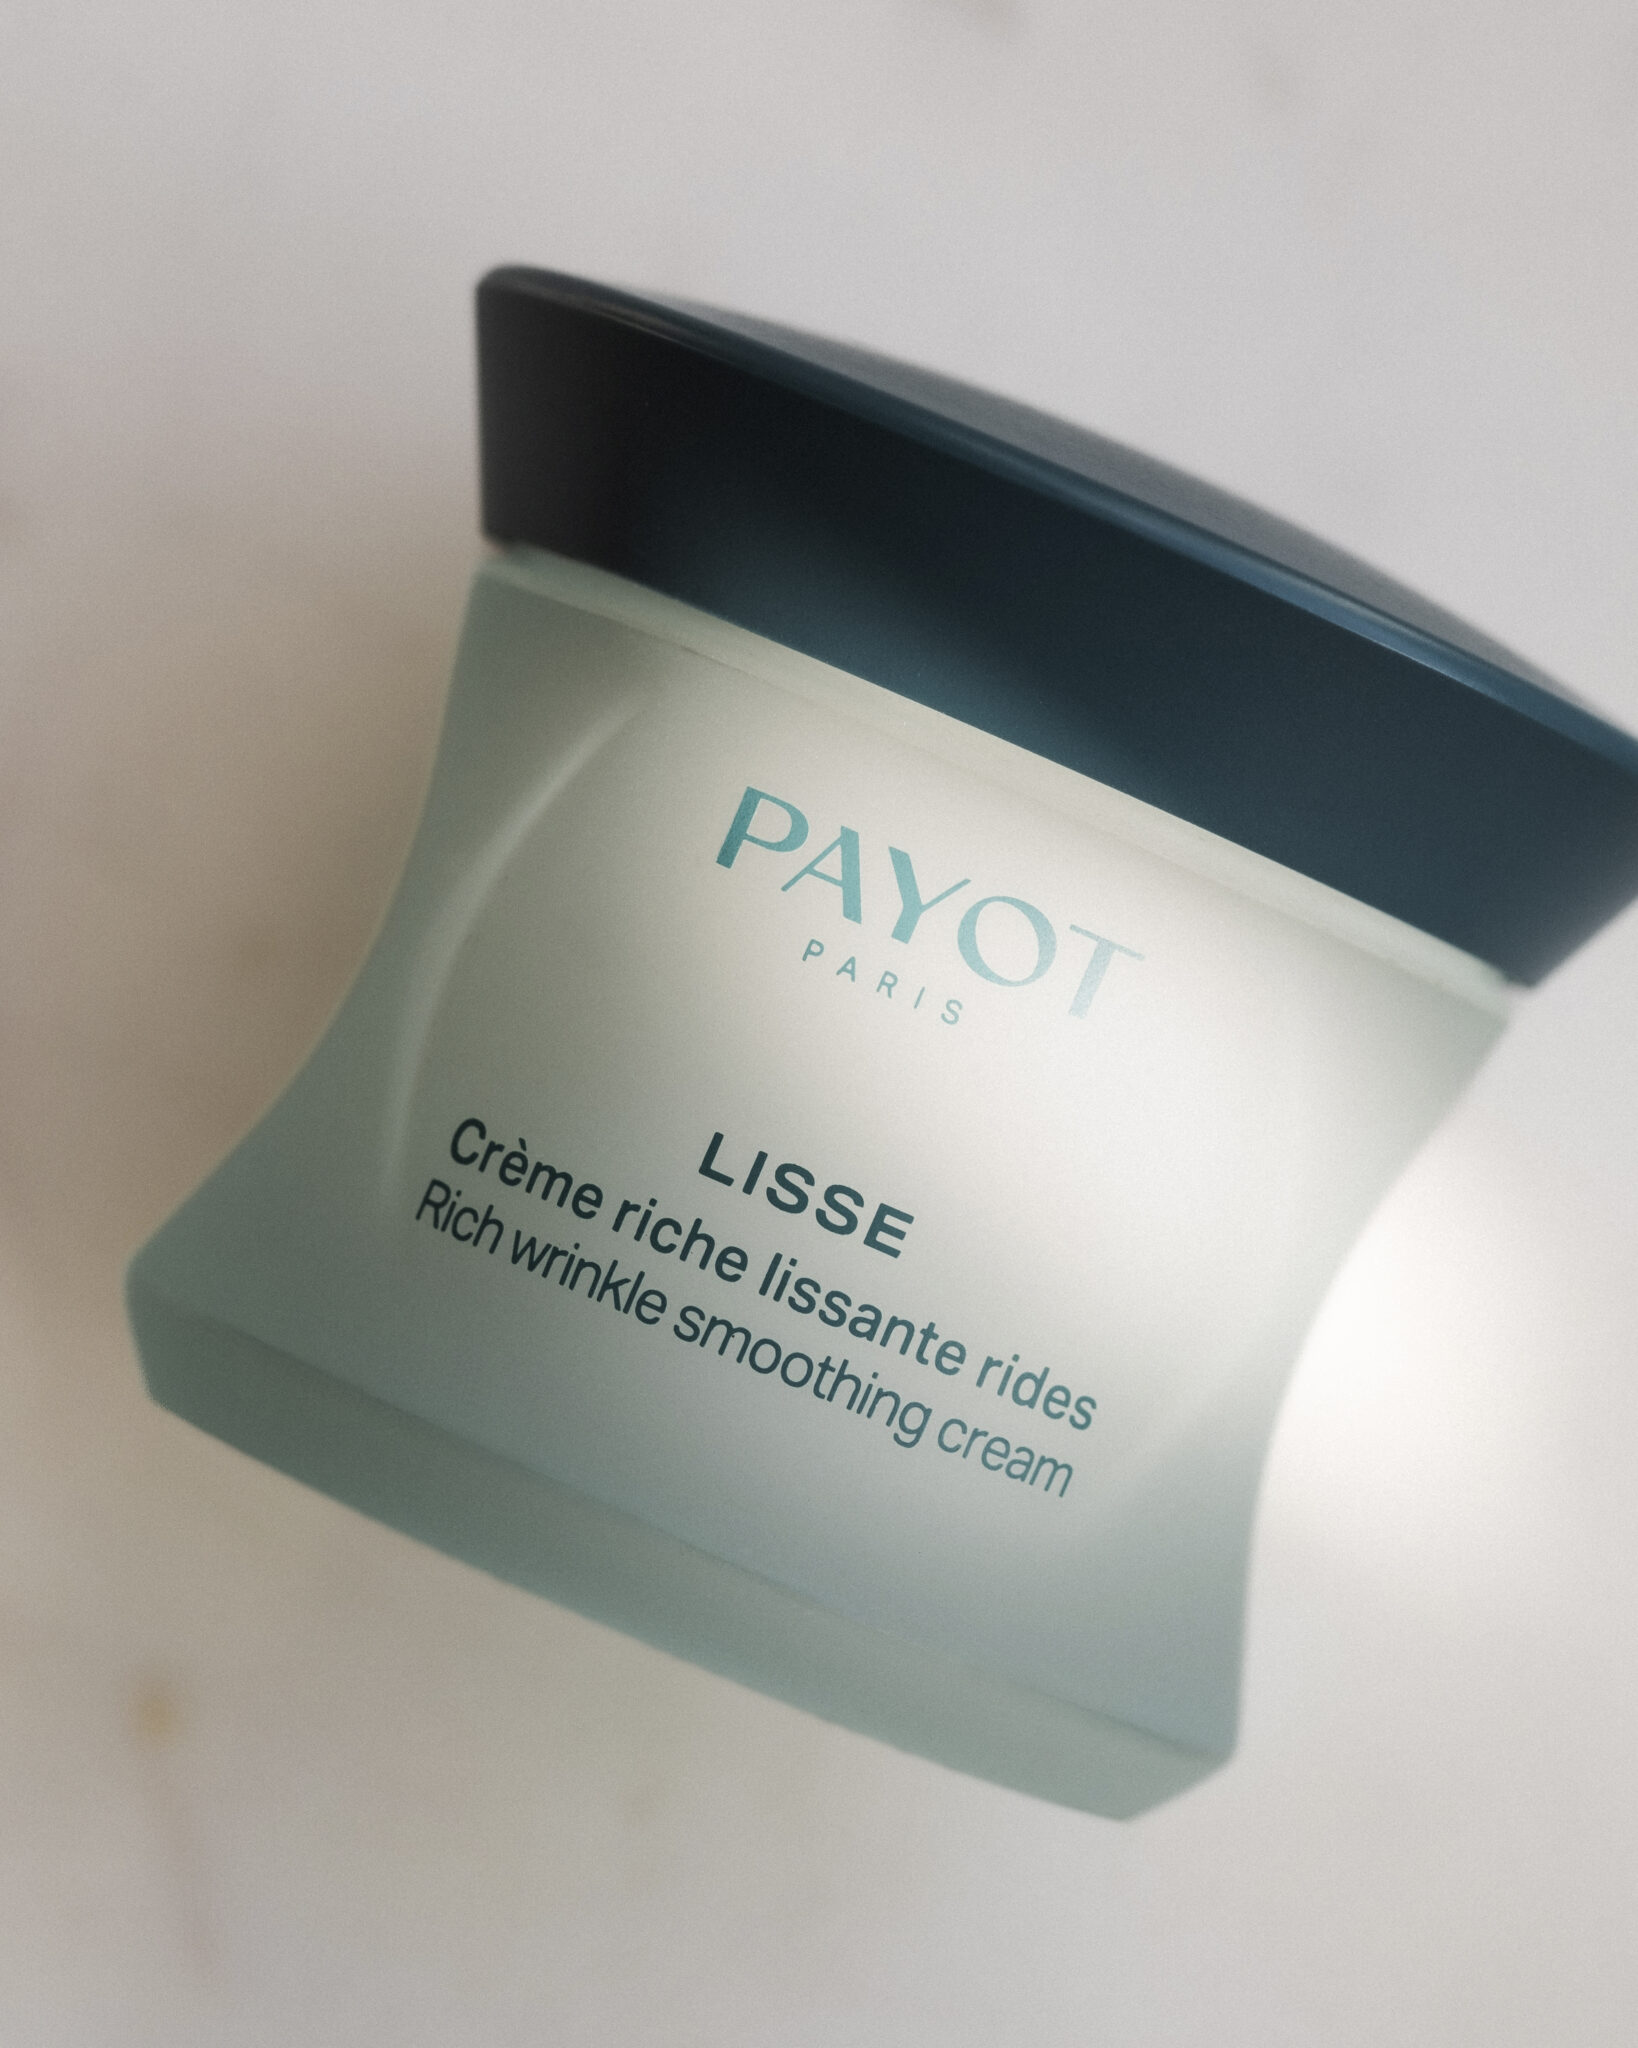 PAYOT
PARIS
LISSE
Crème riche lissante rides
Rich wrinkle smoothing cream